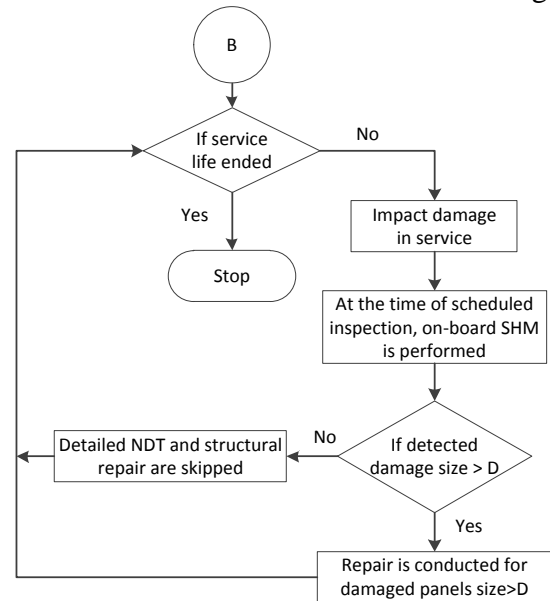 B
If service
life ended
No
Yes
Impact damage
in service
Stop
At the time of scheduled
inspection, on-board SHM
is performed
Detailed NDT and structural
repair are skipped
No
If detected
damage size > D
Yes
Repair is conducted for
damaged panels size>D